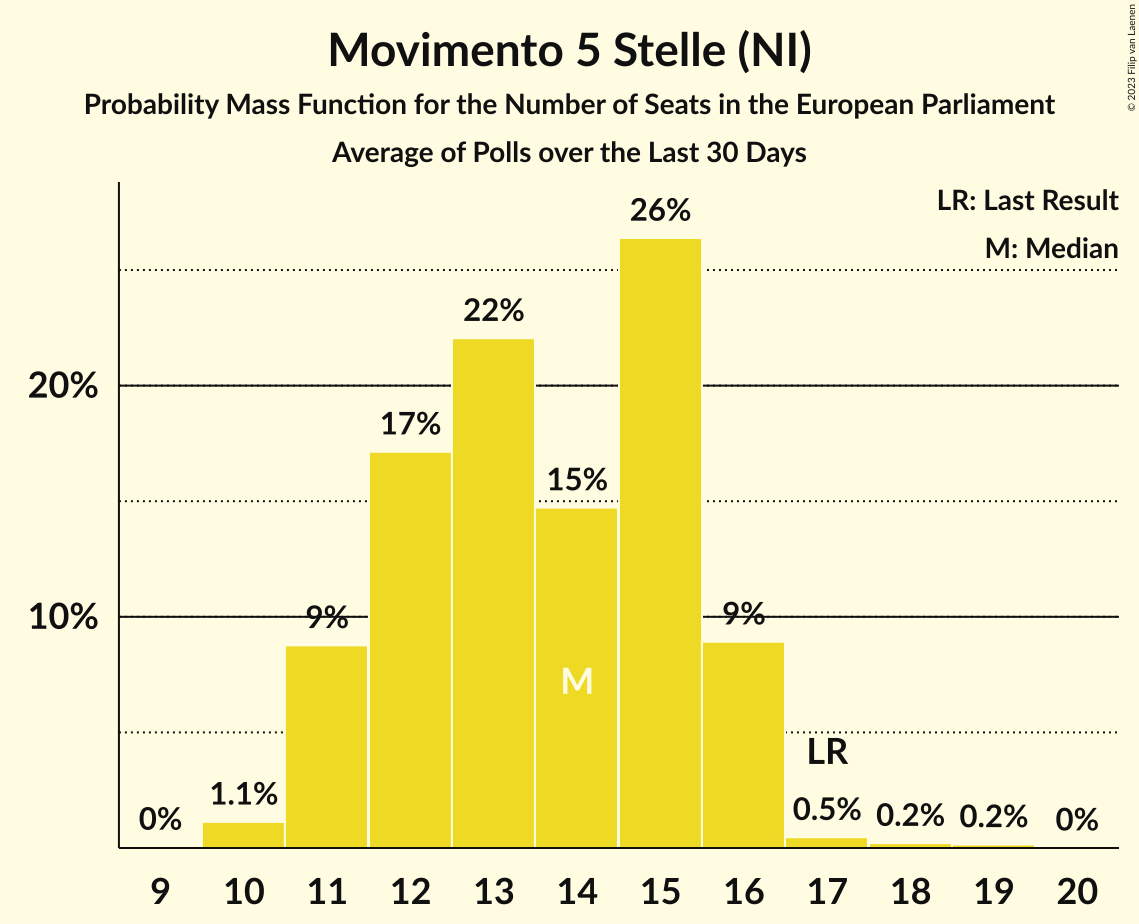 Movimento 5 Stelle (NI)
Probability Mass Function for the Number of Seats in the European Parliament
Average of Polls over the Last 30 Days
© 2023 Filip van Laenen
LR: Last Result
M: Median
26%
22%
20%
17%
15%
10%
9%
9%
M
LR
0%
1.1%
0.5%
0.2%
0.2%
0%
9 10 11 12 13 14 15 16 17 18 19 20